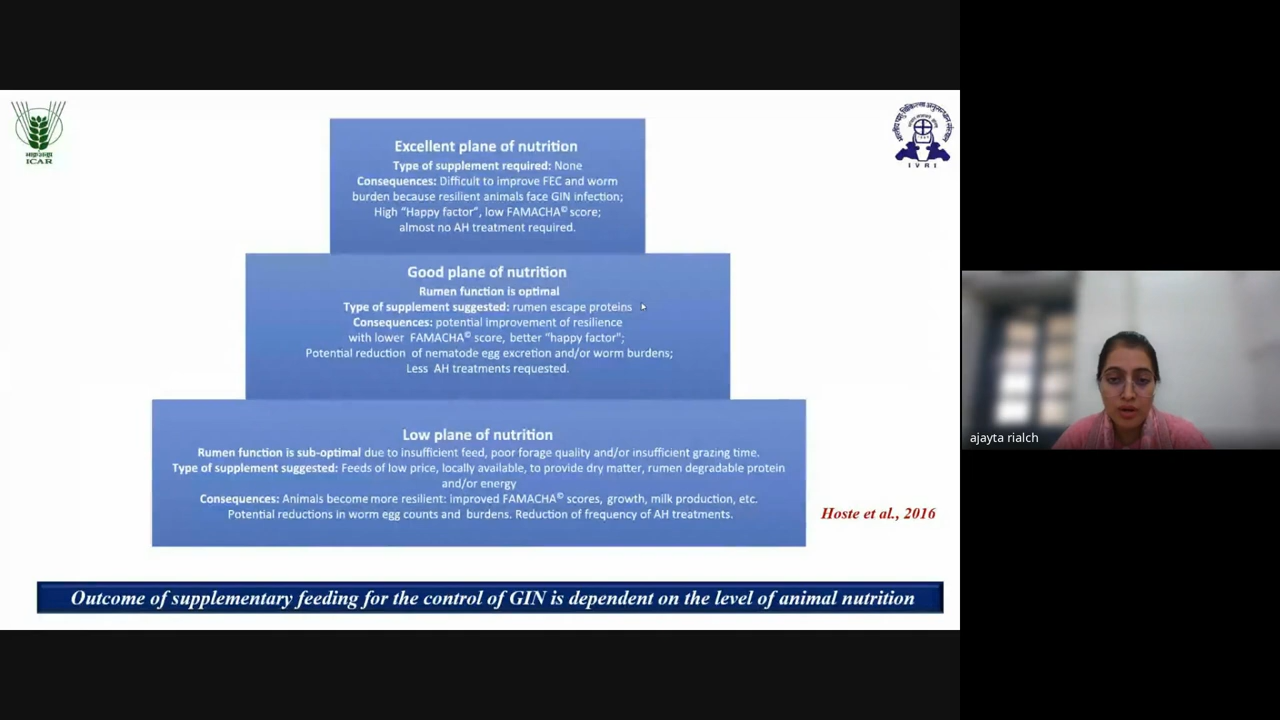 ICAR
Excellent plane of nutrition
Type of supplement required: None
Consequences: Difficult to improve FEC and worm
burden because resilient animals face GIN infection;
High “Happy factor”, low FAMACHA© score;
almost no AH treatment required.
Good plane of nutrition
Rumen function is optimal
Type of supplement suggested: rumen escape proteins
Consequences: potential improvement of resilience
with lower FAMACHA© score, better “happy factor”;
Potential reduction of nematode egg excretion and/or worm burdens;
Less AH treatments requested.
Low plane of nutrition
Rumen function is sub-optimal due to insufficient feed, poor forage quality and/or insufficient grazing time.
Type of supplement suggested: Feeds of low price, locally available, to provide dry matter, rumen degradable protein
and/or energy
Consequences: Animals become more resilient: improved FAMACHA© scores, growth, milk production, etc.
Potential reductions in worm egg counts and burdens. Reduction of frequency of AH treatments.
Hoste et al., 2016
Outcome of supplementary feeding for the control of GIN is dependent on the level of animal nutrition
I V R I
ajayta rialch